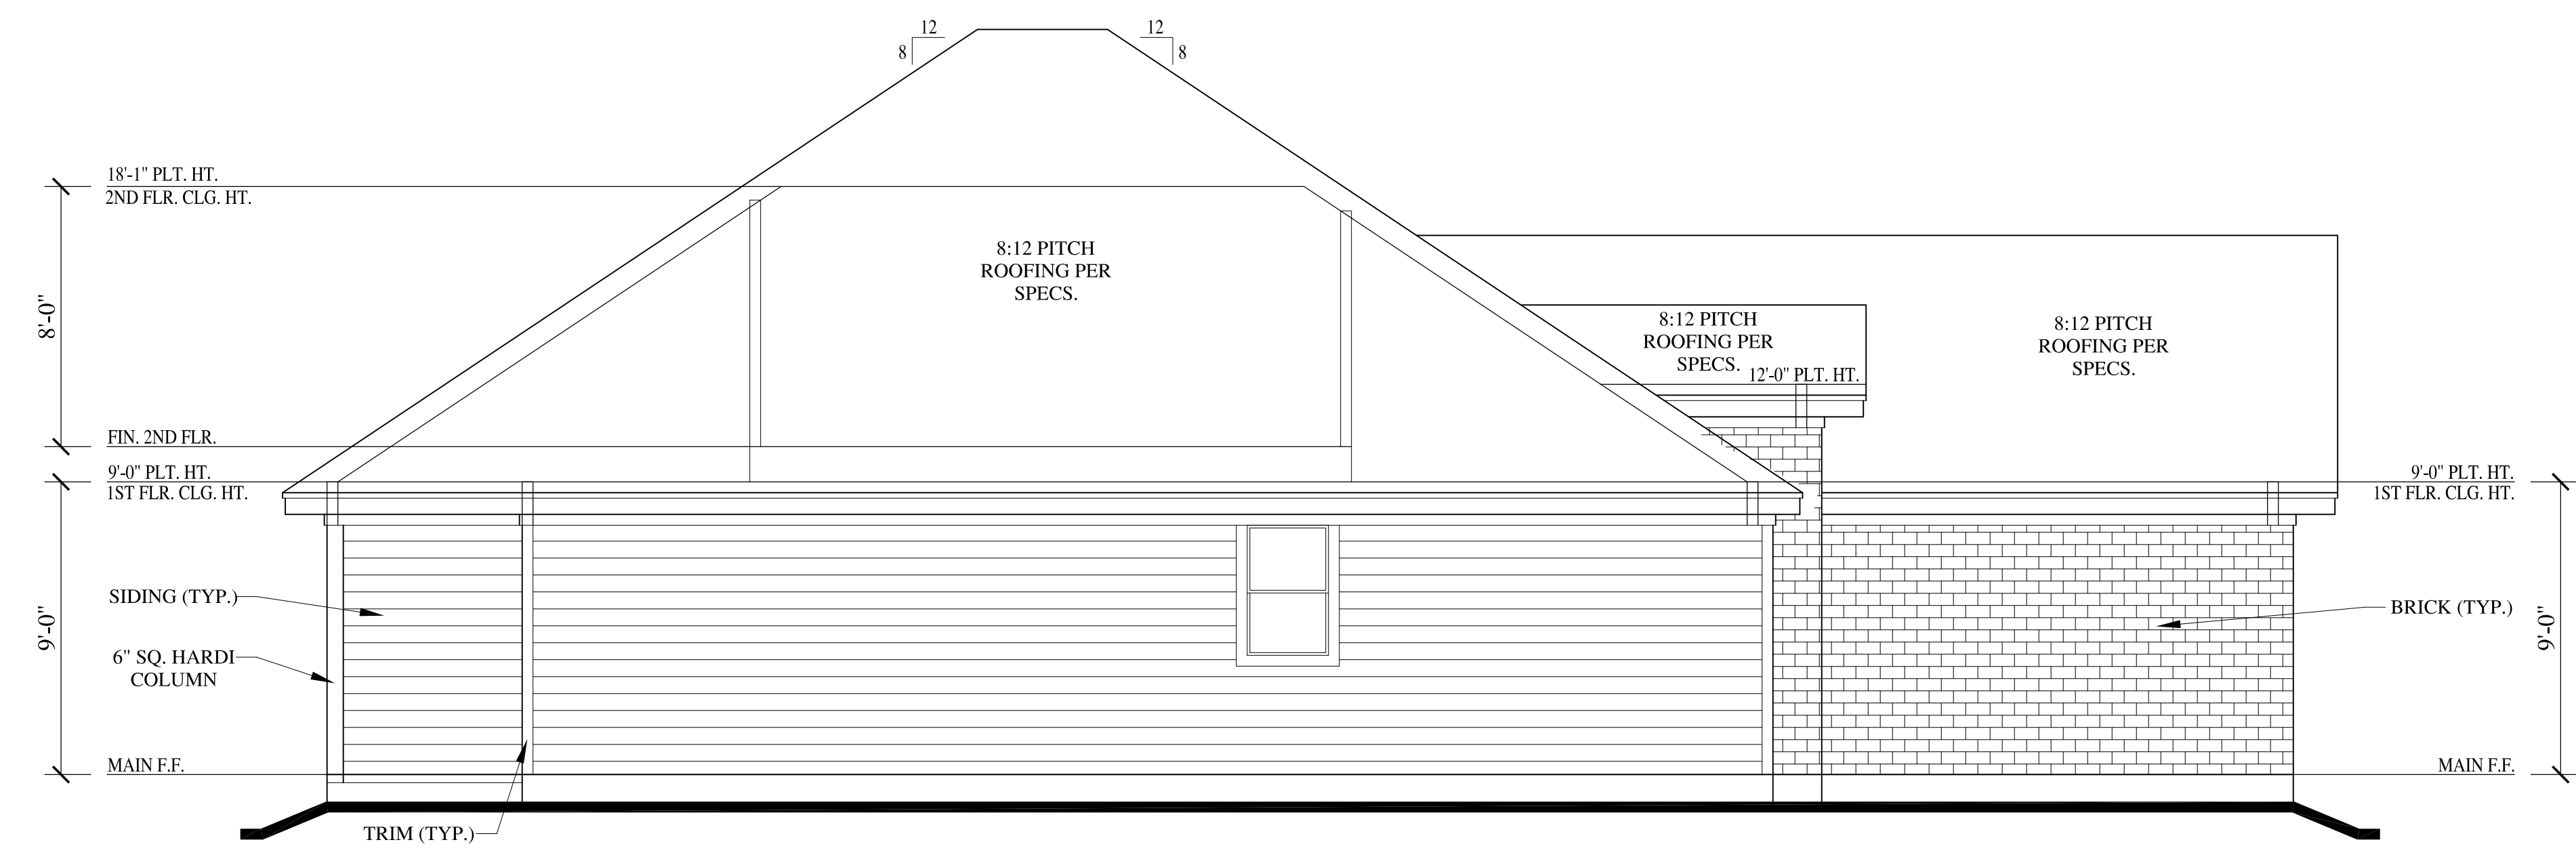 12
12
8
8
18'-1" PLT. HT.
2ND FLR. CLG. HT.
8:12 PITCH
ROOFING PER
SPECS.
8'-0"
8:12 PITCH
ROOFING PER
SPECS.
12'-0" PLT. HT.
8:12 PITCH
ROOFING PER
SPECS.
FIN. 2ND FLR.
9'-0" PLT. HT.
1ST FLR. CLG. HT.
9'-0" PLT. HT.
1ST FLR. CLG. HT.
SIDING (TYP.)
BRICK (TYP.)
9'-0"
9'-0"
6" SQ. HARDI
COLUMN
MAIN F.F.
MAIN F.F.
TRIM (TYP.)